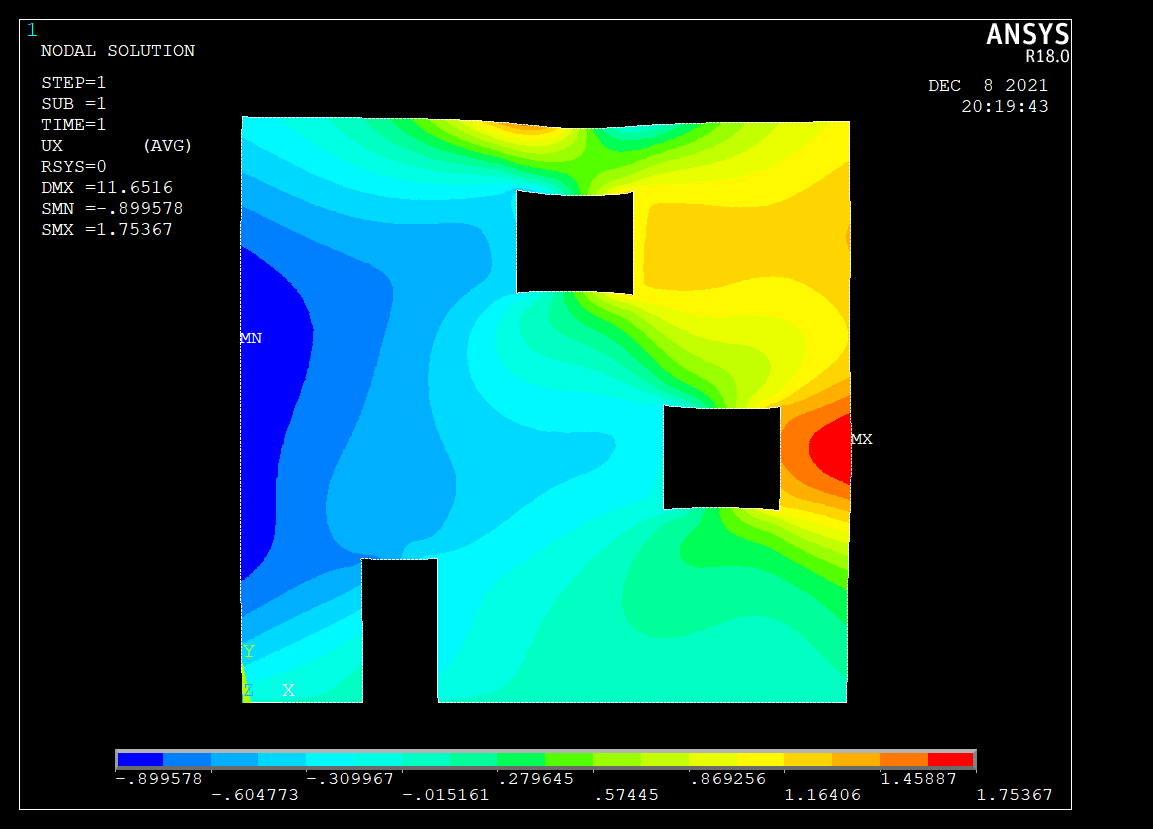 1
NODAL SOLUTION
STEP=1
SUB =1
TIME=1
UX (AVG)
RSYS=0
DMX =11.6516
SMN =-.899578
SMX =1.75367
ANSYS
R18.0
DEC 8 2021
20:19:43
MN
MX
Y
Z X
-.899578 -.309967 .279645 .869256 1.45887
-.604773 -.015161 .57445 1.16406 1.75367